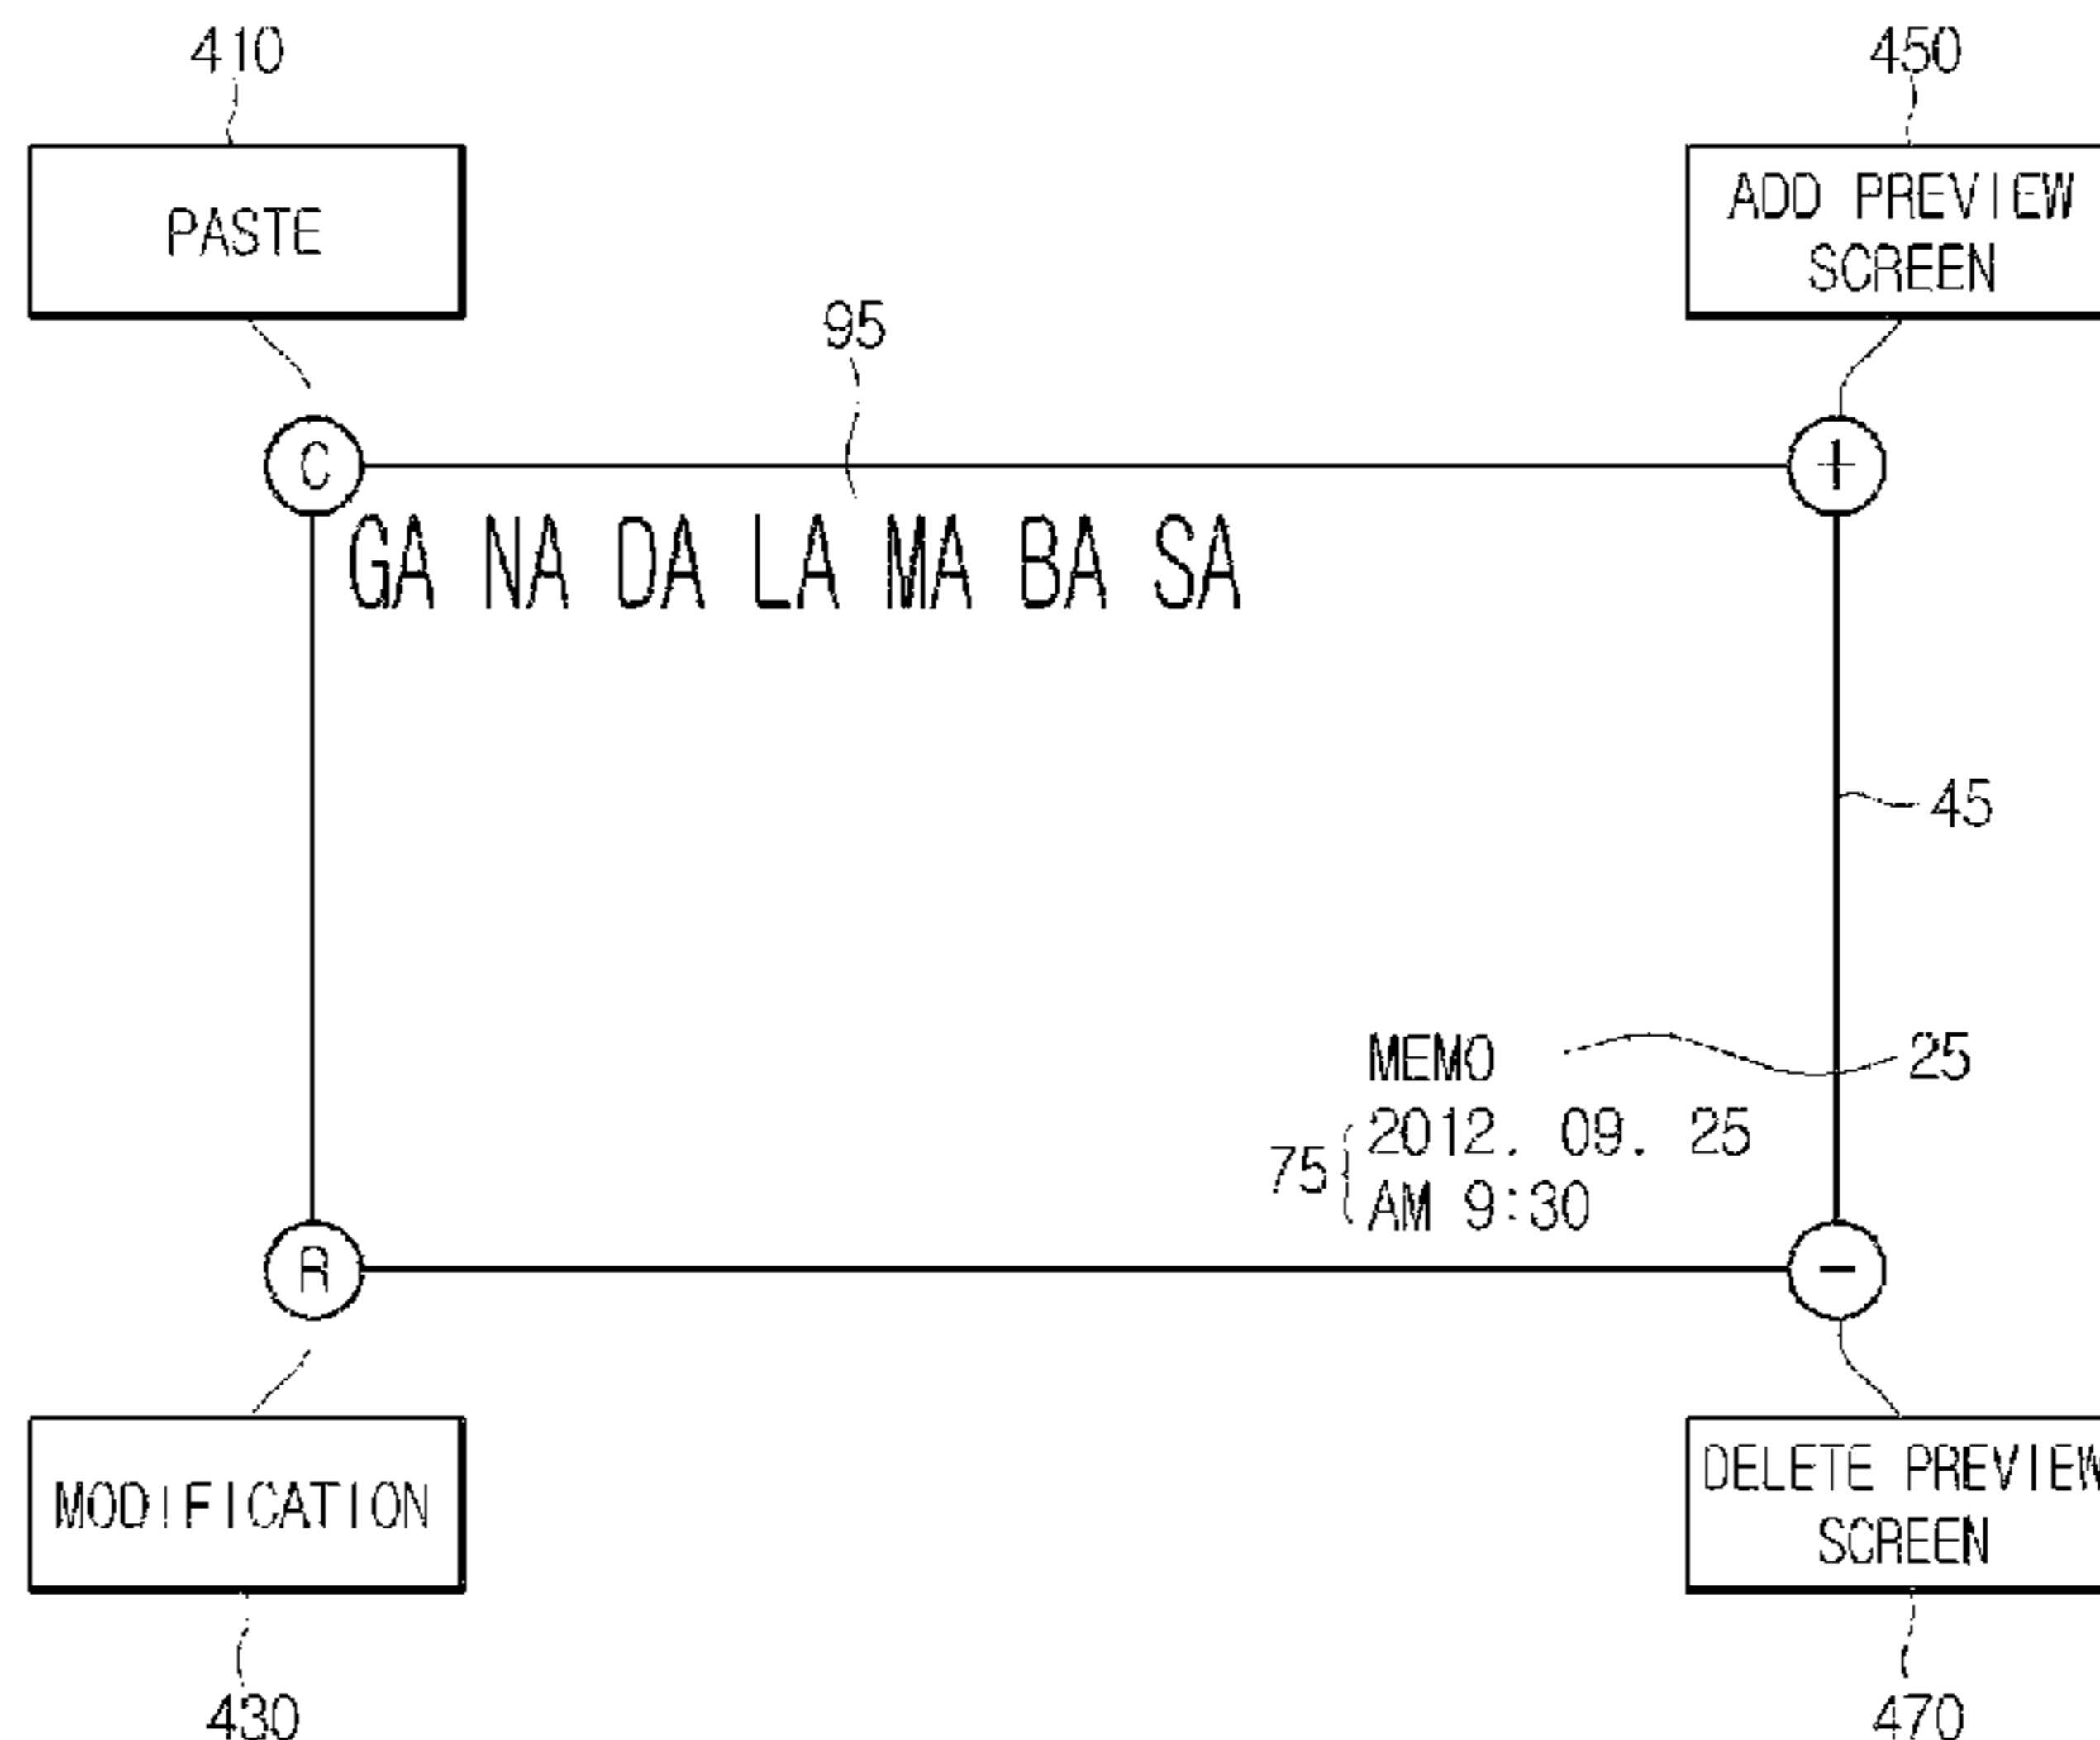 410
450
PASTE
ADD PREVIEW
SCREEN
95
C
+
GA NA DA LA MA BA SA
45
MEMO
25
75
2012. 09. 25
AM 9:30
R
-
MODIFICATION
DELETE PREVIEW
SCREEN
430
470